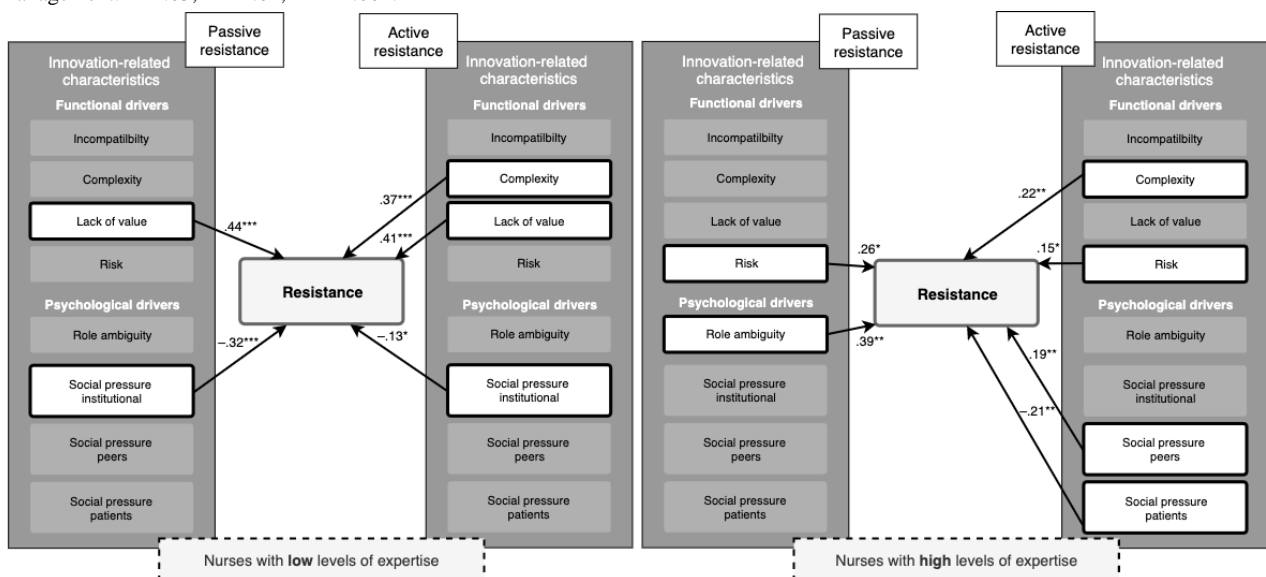 Passive
resistance
Innovation-related
characteristics
Functional drivers
Incompatibilty
Complexity
Lack of value
Risk
Psychological drivers
Role ambiguity
Social pressure
institutional
Social pressure
peers
Social pressure
patients
.44***
–.32***
Resistance
Active
resistance
Innovation-related
characteristics
Functional drivers
Incompatibilty
Complexity
Lack of value
Risk
Psychological drivers
Role ambiguity
Social pressure
institutional
Social pressure
peers
Social pressure
patients
.37***
.41***
–.13*
Nurses with low levels of expertise
Passive
resistance
Innovation-related
characteristics
Functional drivers
Incompatibilty
Complexity
Lack of value
Risk
Psychological drivers
Role ambiguity
Social pressure
institutional
Social pressure
peers
Social pressure
patients
.26*
.39**
Resistance
Active
resistance
Innovation-related
characteristics
Functional drivers
Incompatibilty
Complexity
Lack of value
Risk
Psychological drivers
Role ambiguity
Social pressure
institutional
Social pressure
peers
Social pressure
patients
.22**
.15*
.19**
–.21**
Nurses with high levels of expertise